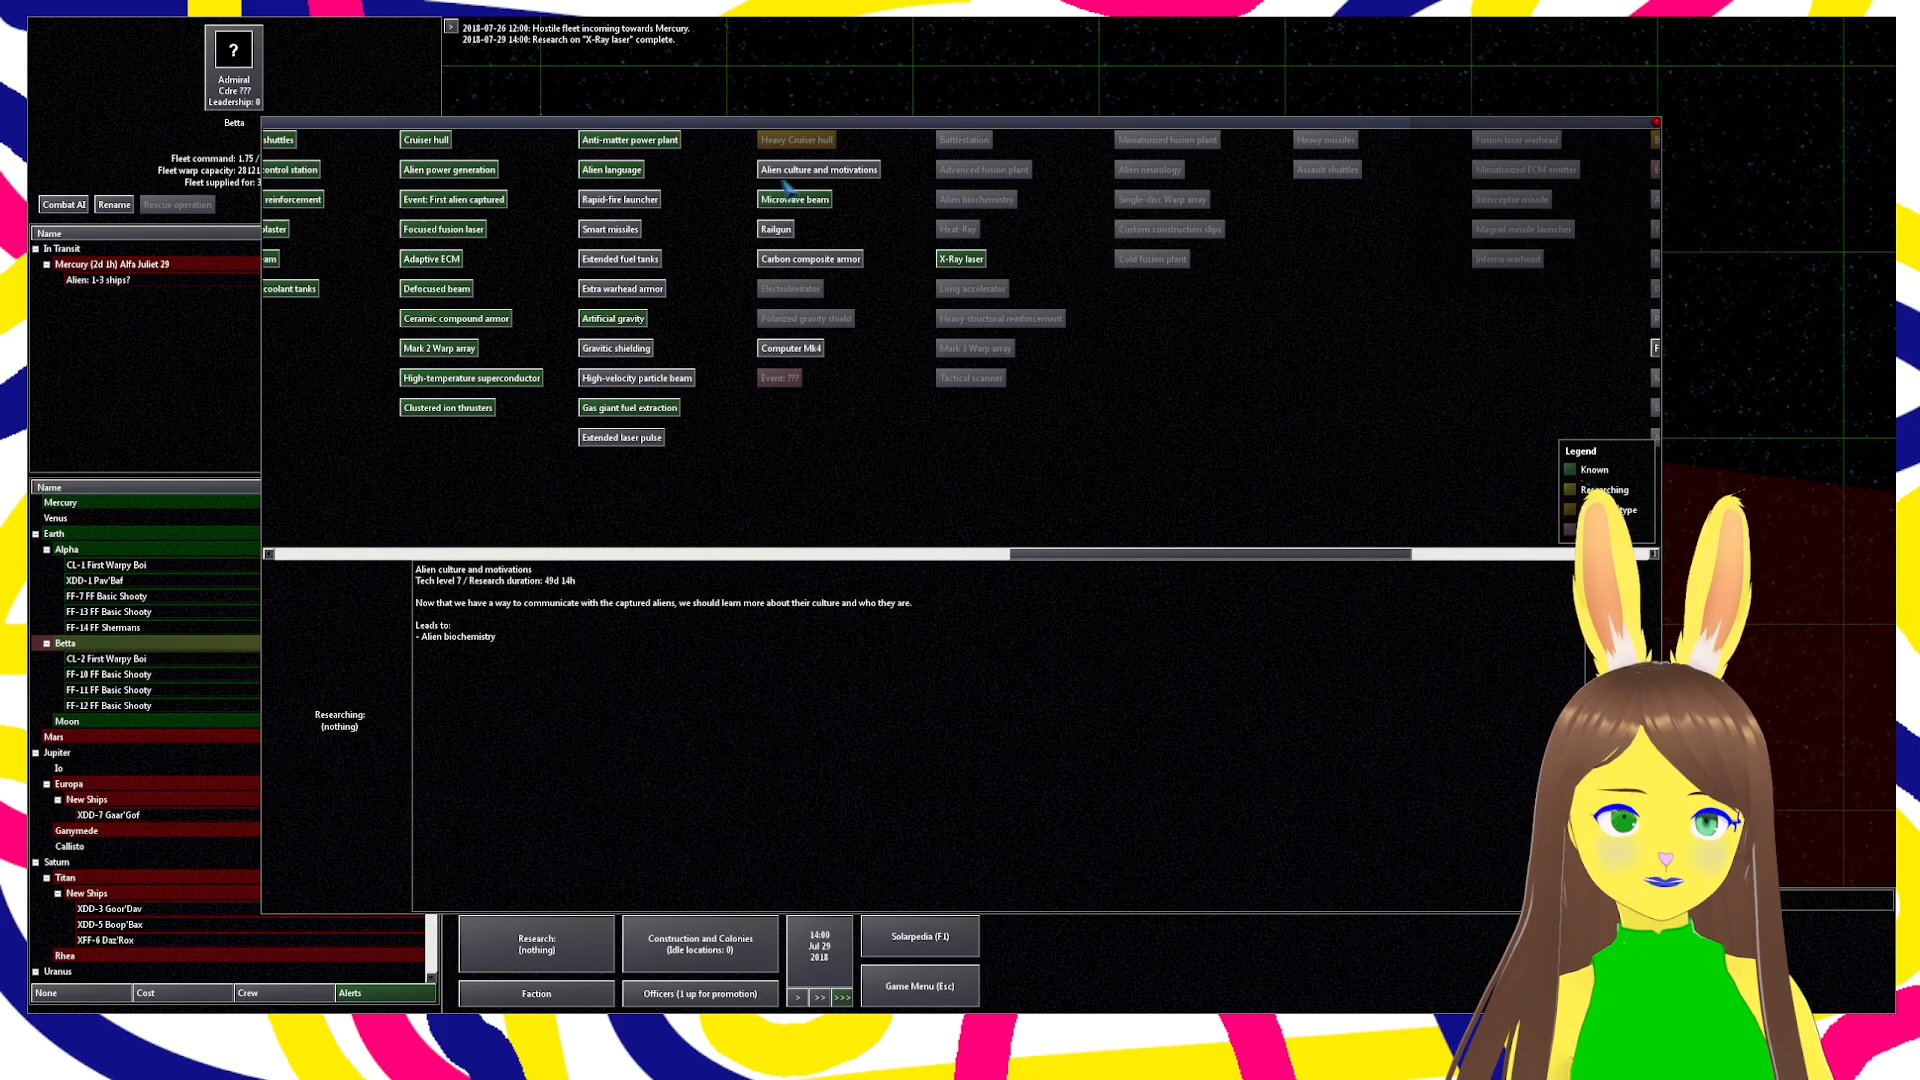 ?
Admiral
Cdre ???
Leadership: 0
Betta
Fleet command: 1.75 /
Fleet warp capacity: 28121
Fleet supplied for: 3
Combat AI
Rename
Rescue operation
Name
In Transit
Mercury (2d 1h) Alfa Juliet 29
Alien: 1-3 ships?
Name
Mercury
Venus
Earth
Alpha
CL-1 First Warpy Boi
XDD-1 Pav'Baf
FF-7 FF Basic Shooty
FF-13 FF Basic Shooty
FF-14 FF Shermans
Betta
CL-2 First Warpy Boi
FF-10 FF Basic Shooty
FF-11 FF Basic Shooty
FF-12 FF Basic Shooty
Moon
Mars
Jupiter
Io
Europa
New Ships
XDD-7 Gaar'Gof
Ganymede
Callisto
Saturn
Titan
New Ships
XDD-3 Goor'Dav
XDD-5 Boop'Bax
XFF-6 Daz'Rox
Rhea
Uranus
None
Cost
Crew
Alerts
>
2018-07-26 12:00: Hostile fleet incoming towards Mercury.
2018-07-29 14:00: Research on "X-Ray laser" complete.
shuttles
control station
reinforcement
blaster
eam
coolant tanks
Cruiser hull
Alien power generation
Event: First alien captured
Focused fusion laser
Adaptive ECM
Defocused beam
Ceramic compound armor
Mark 2 Warp array
High-temperature superconductor
Clustered ion thrusters
Anti-matter power plant
Alien language
Rapid-fire launcher
Smart missiles
Extended fuel tanks
Extra warhead armor
Artificial gravity
Gravitic shielding
High-velocity particle beam
Gas giant fuel extraction
Extended laser pulse
Heavy Cruiser hull
Alien culture and motivations
Microwave beam
Railgun
Carbon composite armor
Electrolevitator
Polarized gravity shield
Computer Mk4
Event: ???
Battlestation
Advanced fusion plant
Alien biochemistry
Heat-Ray
X-Ray laser
Long accelerator
Heavy structural reinforcement
Mark 3 Warp array
Tactical scanner
Miniaturized fusion plant
Alien neurology
Single-disc Warp array
Custom construction slips
Cold fusion plant
Heavy missiles
Assault shuttles
Fusion laser warhead
Miniaturized ECM emitter
Interceptor missile
Magrail missile launcher
Inferno warhead
Legend
Known
Researching
type
Researching:
(nothing)
Alien culture and motivations
Tech level 7 / Research duration: 49d 14h
Now that we have a way to communicate with the captured aliens, we should learn more about their culture and who they are.
Leads to:
- Alien biochemistry
Research:
(nothing)
Construction and Colonies
(Idle locations: 0)
14:00
Jul 29
2018
Solarpedia (F1)
Faction
Officers (1 up for promotion)
> >> >>>
Game Menu (Esc)